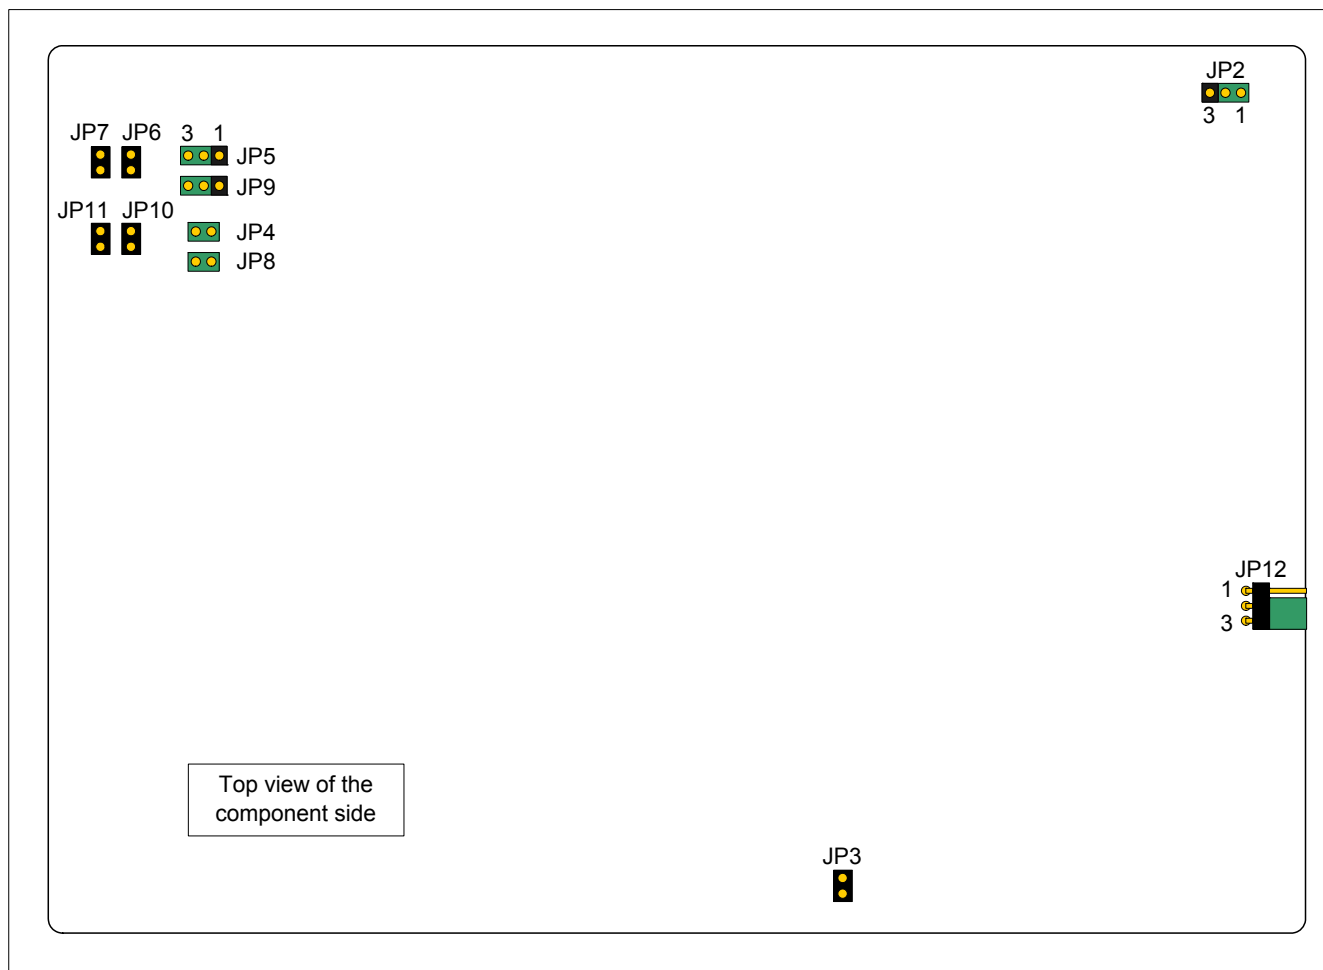 JP2
3 1
JP7 JP6 3 1
JP5
JP9
JP11 JP10
JP4
JP8
JP12
1
3
Top view of the
component side
JP3